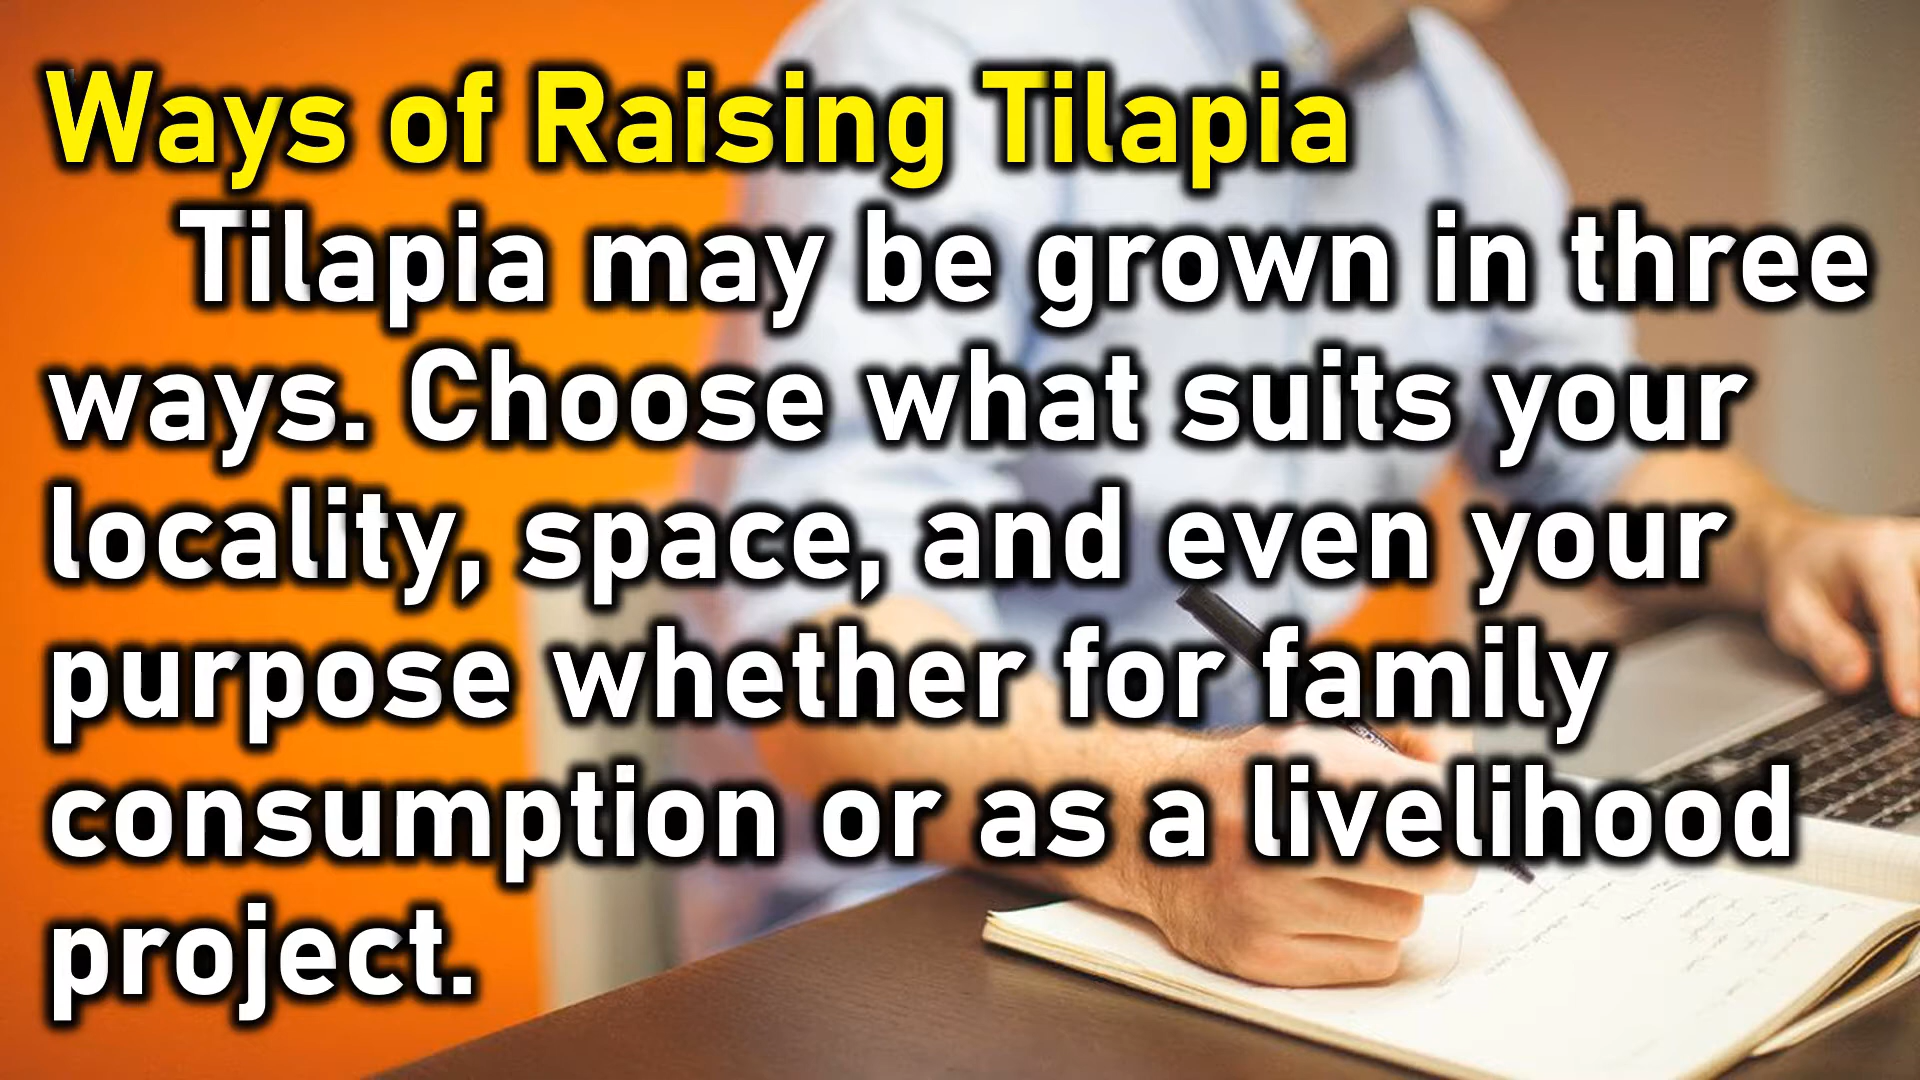 Ways of Raising Tilapia
Tilapia may be grown in three
ways. Choose what suits your
locality, space, and even your
purpose whether for family
consumption or as a livelihood
project.